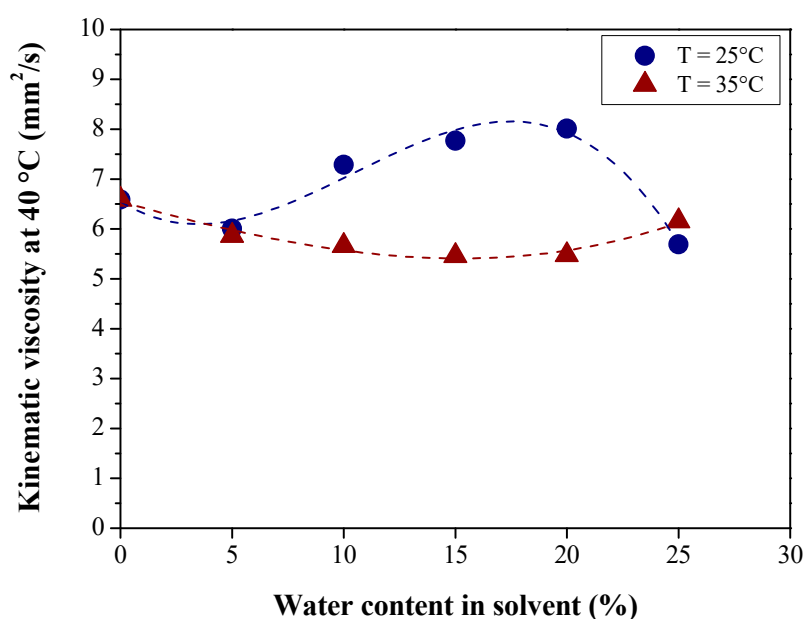 10
9
8
7
6
5
4
3
2
1
0
Kinematic viscosity at 40 °C (mm²/s)
T = 25°C
T = 35°C
0 5 10 15 20 25 30
Water content in solvent (%)